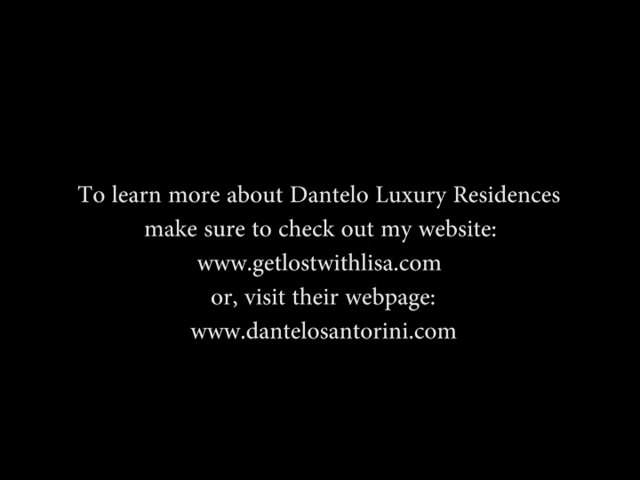 To learn more about Dantelo Luxury Residences
make sure to check out my website:
www.getlostwithlisa.com
or, visit their webpage:
www.dantelosantorini.com